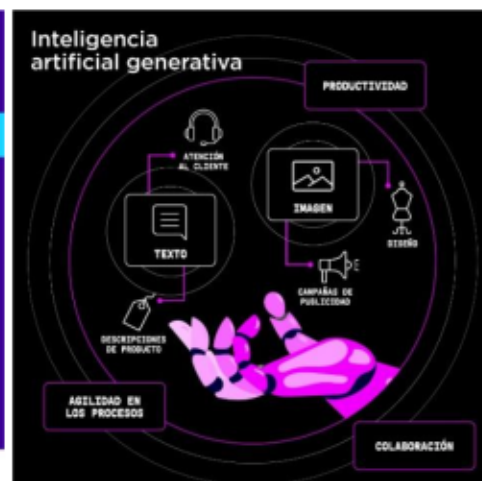 Inteligencia
artificial generativa
PRODUCTIVIDAD
ATENCIÓN
AL CLIENTE
IMAGEN
TEXTO
DISEÑO
CAMPAÑAS DE
PUBLICIDAD
DESCRIPCIONES
DE PRODUCTO
AGILIDAD EN
LOS PROCESOS
COLABORACIÓN